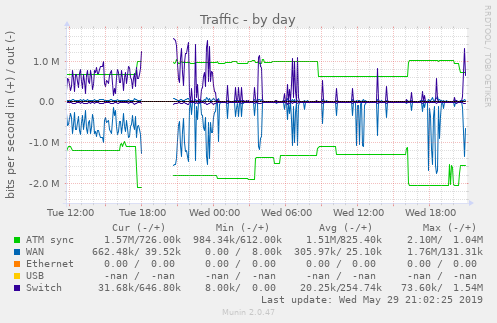 Traffic - by day
bits per second in (+) / out (-)
RRDTOOL / TOBI OETIKER
1.0 M
0.0
-1.0 M
-2.0 M
Tue 12:00 Tue 18:00 Wed 00:00 Wed 06:00 Wed 12:00 Wed 18:00
Cur (-/+) Min (-/+) Avg (-/+) Max (-/+)
ATM sync 1.57M/726.00k 984.34k/612.00k 1.51M/825.40k 2.10M/ 1.04M
WAN 662.48k/ 39.52k 0.00 / 8.00k 305.97k/ 25.10k 1.76M/131.31k
Ethernet 0.00 / 0.00 0.00 / 0.00 0.00 / 0.00 0.00 / 0.00
USB -nan / -nan -nan / -nan -nan / -nan -nan / -nan
Switch 31.68k/646.80k 8.00k/ 0.00 20.25k/254.74k 73.60k/ 1.54M
Last update: Wed May 29 21:02:25 2019
Munin 2.0.47